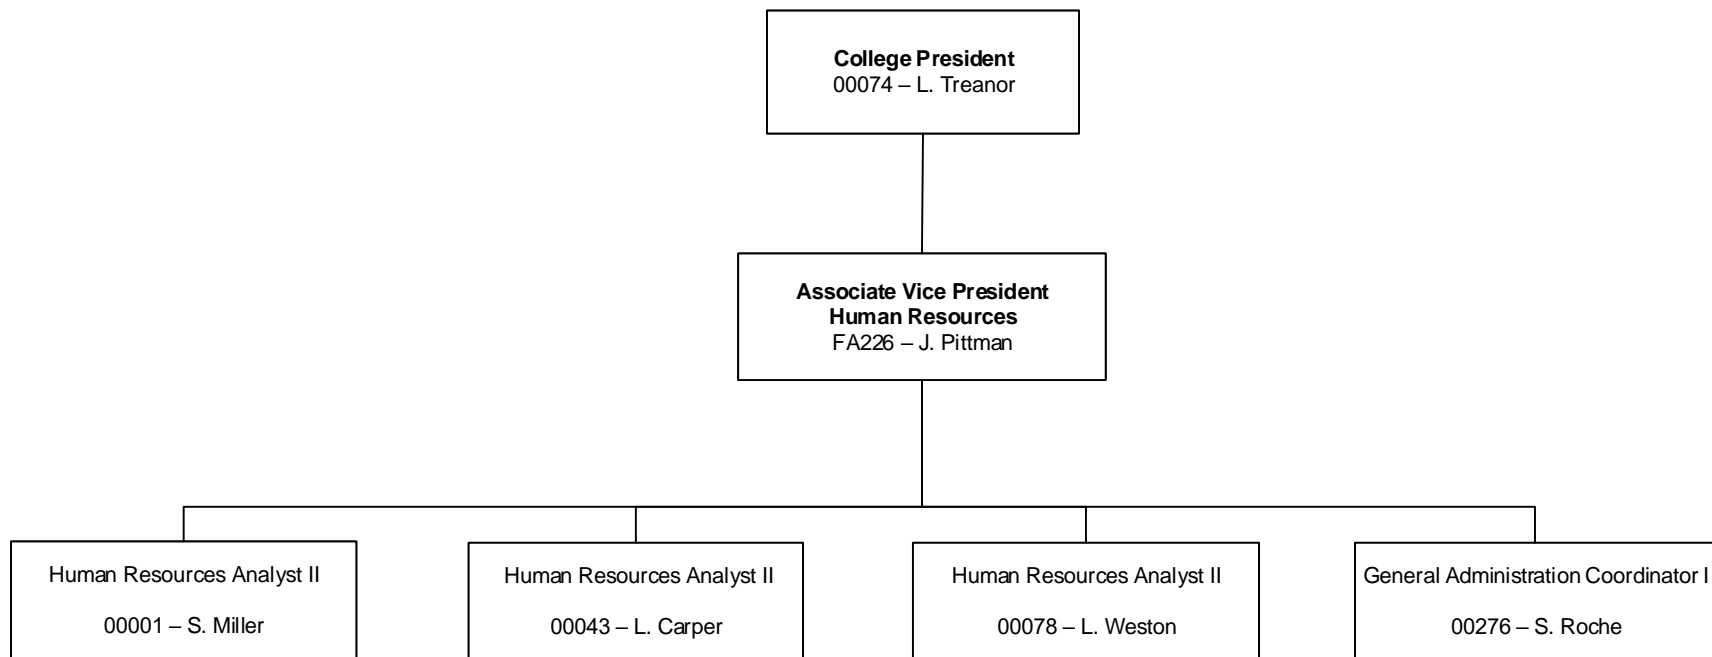 College President
00074 – L. Treanor
Associate Vice President
Human Resources
FA226 – J. Pittman
Human Resources Analyst II
00001 – S. Miller
Human Resources Analyst II
00043 – L. Carper
Human Resources Analyst II
00078 – L. Weston
General Administration Coordinator I
00276 – S. Roche